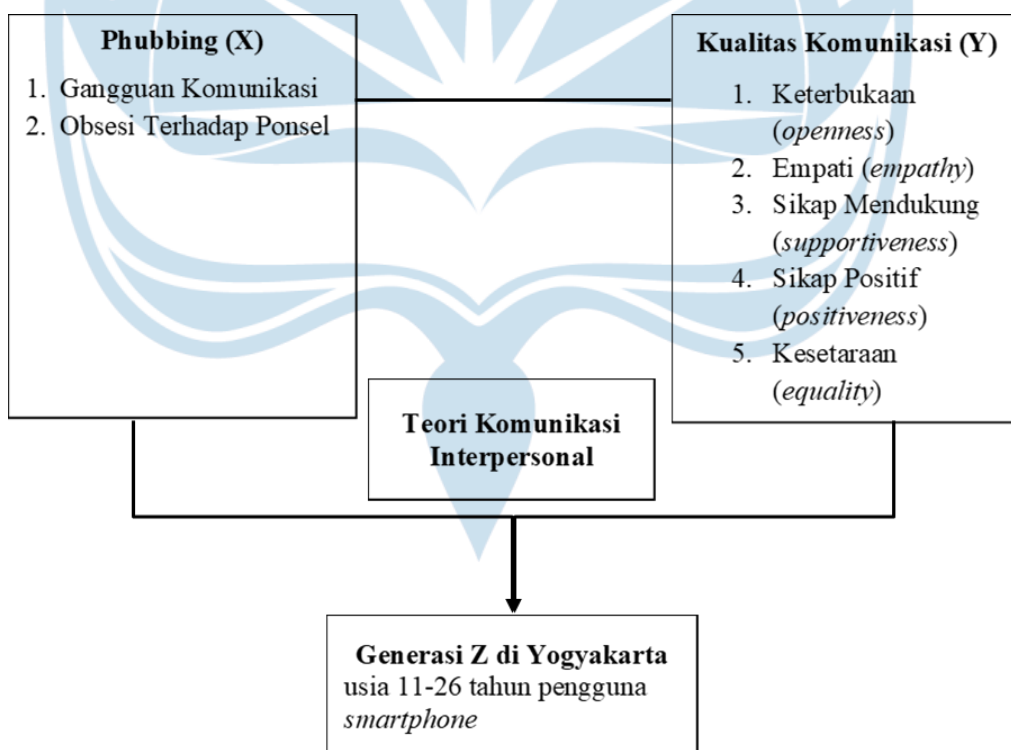 Phubbing (X)
1. Gangguan Komunikasi
2. Obsesi Terhadap Ponsel
Kualitas Komunikasi (Y)
1. Keterbukaan
(openness)
2. Empati (empathy)
3. Sikap Mendukung
(supportiveness)
4. Sikap Positif
(positiveness)
5. Kesetaraan
(equality)
Teori Komunikasi
Interpersonal
Generasi Z di Yogyakarta
usia 11-26 tahun pengguna
smartphone